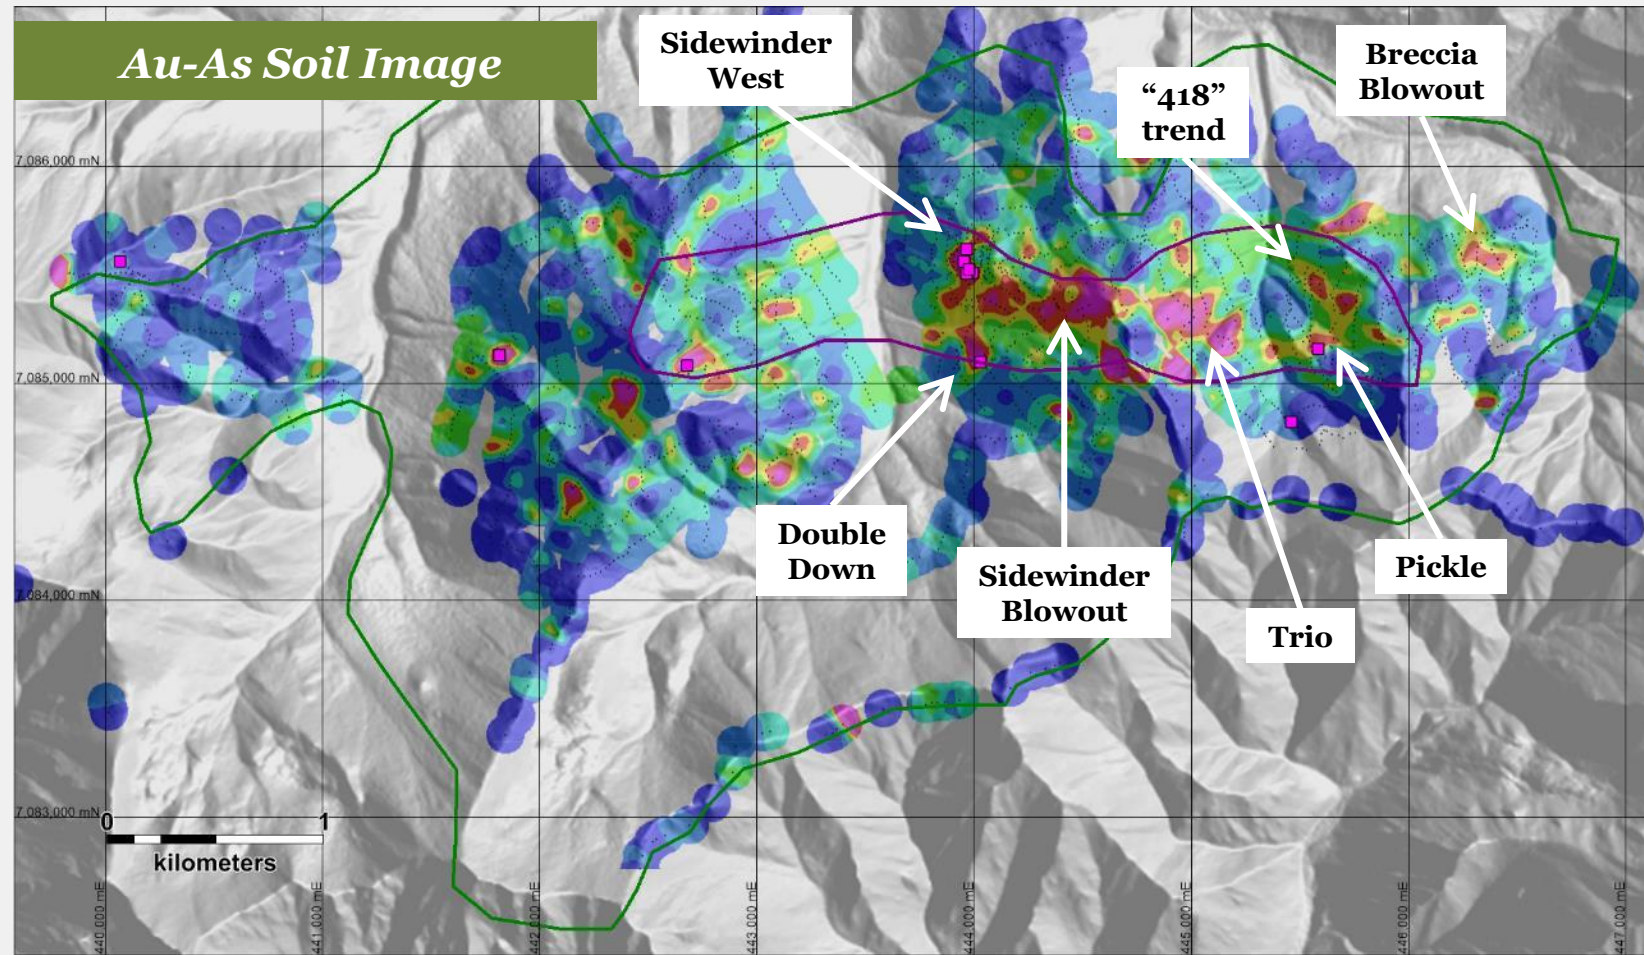 Au-As Soil Image
Sidewinder
West
Breccia
Blowout
“418”
trend
7,086,000 mN
7,085,000 mN
Double
Down
Sidewinder
Blowout
Pickle
Trio
7,084,000 mN
7,083,000 mN
0 1
kilometers
440,000 mE
441,000 mE
442,000 mE
443,000 mE
444,000 mE
445,000 mE
446,000 mE
447,000 mE